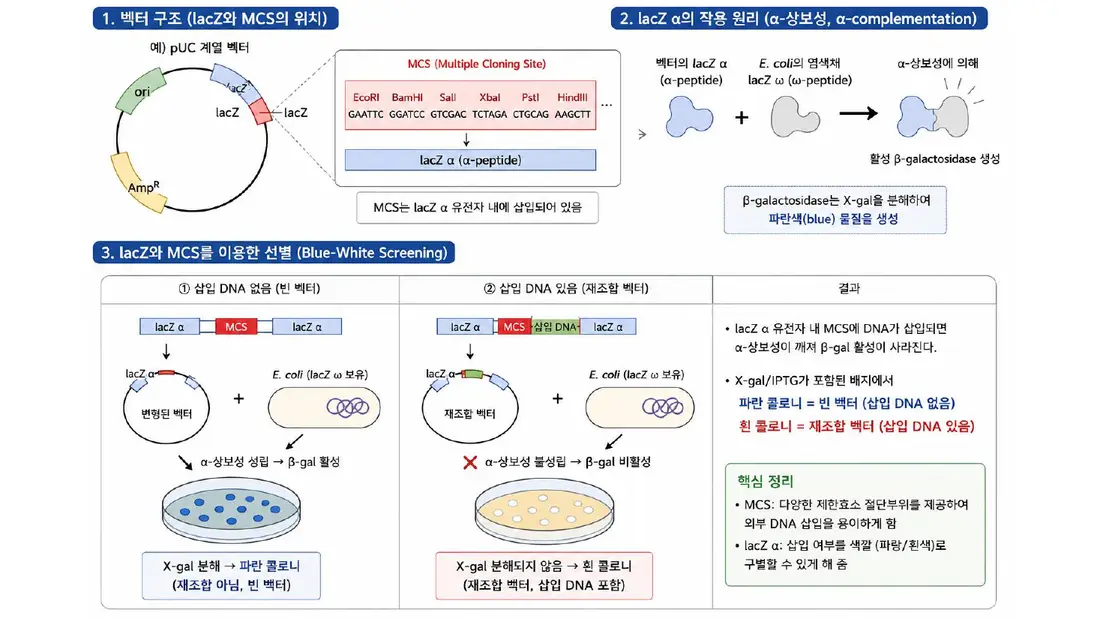 1. 벡터 구조 (lacZ와 MCS의 위치)
예) pUC 계열 벡터
ori
lacZ'
lacZ
lacZ
Amp^R
MCS (Multiple Cloning Site)
EcoRI BamHI SalI XbaI PstI HindIII
GAATTC GGATCC GTCGAC TCTAGA CTGCAG AAGCTT
...
lacZ α (α-peptide)
MCS는 lacZ α 유전자 내에 삽입되어 있음
2. lacZ α의 작용 원리 (α-상보성, α-complementation)
벡터의 lacZ α
(α-peptide)
+
E. coli의 염색채
lacZ ω (ω-peptide)
α-상보성에 의해
활성 β-galactosidase 생성
β-galactosidase는 X-gal을 분해하여
파란색(blue) 물질을 생성
3. lacZ와 MCS를 이용한 선별 (Blue-White Screening)
① 삽입 DNA 없음 (빈 벡터)
lacZ α MCS lacZ α
lacZ α
변형된 벡터
+
E. coli (lacZ ω 보유)
α-상보성 성립 → β-gal 활성
X-gal 분해 → 파란 콜로니
(재조합 아님, 빈 벡터)
② 삽입 DNA 있음 (재조합 벡터)
lacZ α MCS 삽입 DNA lacZ α
lacZ α
재조합 벡터
+
E. coli (lacZ ω 보유)
α-상보성 불성립 → β-gal 비활성
X-gal 분해되지 않음 → 흰 콜로니
(재조합 벡터, 삽입 DNA 포함)
결과
• lacZ α 유전자 내 MCS에 DNA가 삽입되면
α-상보성이 깨져 β-gal 활성이 사라진다.
• X-gal/IPTG가 포함된 배지에서
파란 콜로니 = 빈 벡터 (삽입 DNA 없음)
흰 콜로니 = 재조합 벡터 (삽입 DNA 있음)
핵심 정리
• MCS: 다양한 제한효소 절단부위를 제공하여
외부 DNA 삽입을 용이하게 함
• lacZ α: 삽입 여부를 색깔 (파랑/흰색)로
구별할 수 있게 해 줌